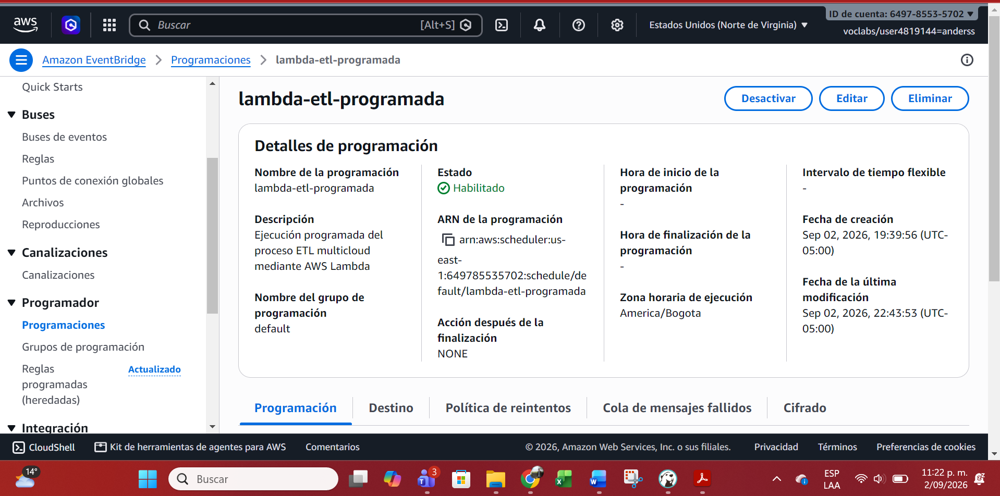 aws
Buscar
[Alt+S]
Estados Unidos (Norte de Virginia) ▼
ID de cuenta: 6497-8553-5702 ▼
voclabs/user4819144=anderss
Amazon EventBridge
Programaciones
lambda-etl-programada
Quick Starts
Buses
Buses de eventos
Reglas
Puntos de conexión globales
Archivos
Reproducciones
Canalizaciones
Canalizaciones
Programador
Programaciones
Grupos de programación
Reglas
programadas
(heredadas)
Actualizado
Integración
lambda-etl-programada
Desactivar
Editar
Eliminar
Detalles de programación
Nombre de la programación
lambda-etl-programada
Descripción
Ejecución programada del
proceso ETL multicloud
mediante AWS Lambda
Nombre del grupo de
programación
default
Estado
Habilitado
ARN de la programación
arn:aws:scheduler:us-
east-
1:649785535702:schedule/de
fault/lambda-etl-programada
Acción después de la
finalización
NONE
Hora de inicio de la
programación
-
Hora de finalización de la
programación
-
Zona horaria de ejecución
America/Bogota
Intervalo de tiempo flexible
-
Fecha de creación
Sep 02, 2026, 19:39:56 (UTC-
05:00)
Fecha de la última
modificación
Sep 02, 2026, 22:43:53 (UTC-
05:00)
Programación
Destino
Política de reintentos
Cola de mensajes fallidos
Cifrado
CloudShell
Kit de herramientas de agentes para AWS
Comentarios
© 2026, Amazon Web Services, Inc. o sus filiales.
Privacidad
Términos
Preferencias de cookies
14°
Buscar
3
ESP
LAA
11:22 p. m.
2/09/2026